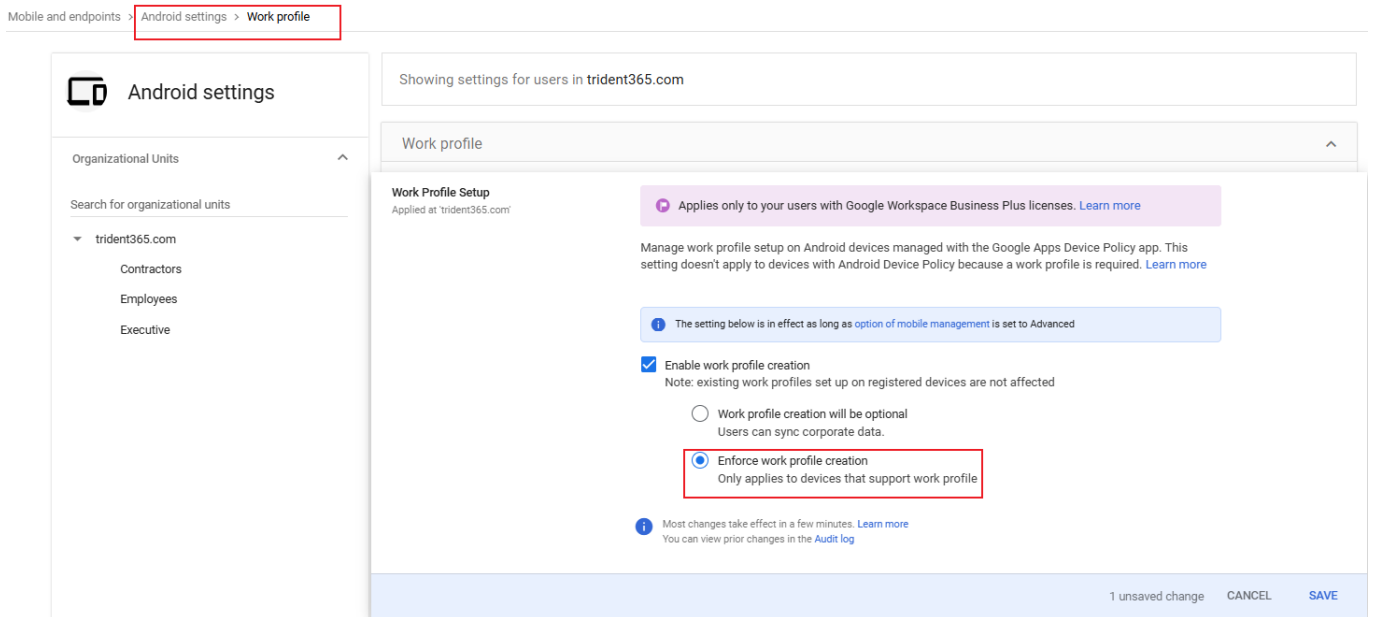 Mobile and endpoints > Android settings > Work profile
Android settings
Organizational Units
Search for organizational units
trident365.com
Contractors
Employees
Executive
Showing settings for users in trident365.com
Work profile
Work Profile Setup
Applied at 'trident365.com'
Applies only to your users with Google Workspace Business Plus licenses. Learn more
Manage work profile setup on Android devices managed with the Google Apps Device Policy app. This
setting doesn't apply to devices with Android Device Policy because a work profile is required. Learn more
The setting below is in effect as long as option of mobile management is set to Advanced
Enable work profile creation
Note: existing work profiles set up on registered devices are not affected
Work profile creation will be optional
Users can sync corporate data.
Enforce work profile creation
Only applies to devices that support work profile
Most changes take effect in a few minutes. Learn more
You can view prior changes in the Audit log
1 unsaved change CANCEL SAVE